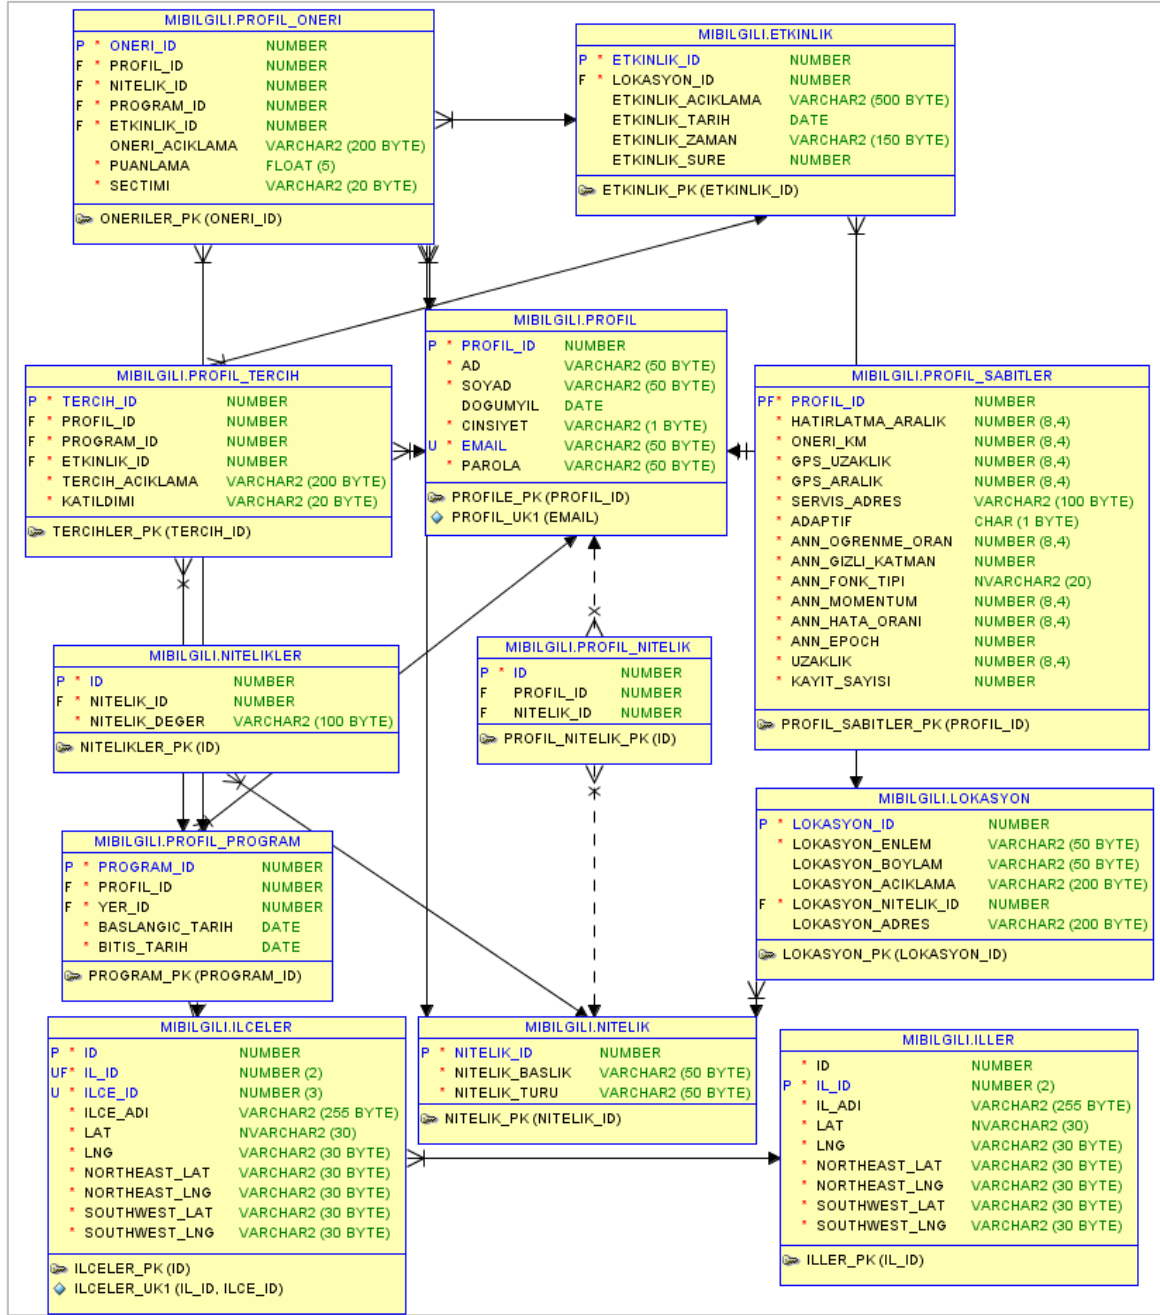 MIBILGILI.PROFIL_ONERI
P * ONERI_ID NUMBER
F * PROFIL_ID NUMBER
F * NITELIK_ID NUMBER
F * PROGRAM_ID NUMBER
F * ETKINLIK_ID NUMBER
ONERI_ACIKLAMA VARCHAR2 (200 BYTE)
* PUANLAMA FLOAT (5)
* SECTIMI VARCHAR2 (20 BYTE)
ONERILER_PK (ONERI_ID)
MIBILGILI.ETKINLIK
P * ETKINLIK_ID NUMBER
F * LOKASYON_ID NUMBER
ETKINLIK_ACIKLAMA VARCHAR2 (500 BYTE)
ETKINLIK_TARIH DATE
ETKINLIK_ZAMAN VARCHAR2 (150 BYTE)
ETKINLIK_SURE NUMBER
ETKINLIK_PK (ETKINLIK_ID)
MIBILGILI.PROFIL_TERCIH
P * TERCIH_ID NUMBER
F * PROFIL_ID NUMBER
F * PROGRAM_ID NUMBER
F * ETKINLIK_ID NUMBER
* TERCIH_ACIKLAMA VARCHAR2 (200 BYTE)
* KATILDIMI VARCHAR2 (20 BYTE)
TERCIHLER_PK (TERCIH_ID)
MIBILGILI.PROFIL
P * PROFIL_ID NUMBER
* AD VARCHAR2 (50 BYTE)
* SOYAD VARCHAR2 (50 BYTE)
DOGUMYIL DATE
* CINSIYET VARCHAR2 (1 BYTE)
U * EMAIL VARCHAR2 (50 BYTE)
* PAROLA VARCHAR2 (50 BYTE)
PROFILE_PK (PROFIL_ID)
PROFIL_UK1 (EMAIL)
MIBILGILI.PROFIL_SABITLER
PF* PROFIL_ID NUMBER
* HATIRLATMA_ARALIK NUMBER (8,4)
* ONERI_KM NUMBER (8,4)
* GPS_UZAKLIK NUMBER (8,4)
* GPS_ARALIK NUMBER (8,4)
* SERVIS_ADRES VARCHAR2 (100 BYTE)
* ADAPTIF CHAR (1 BYTE)
* ANN_OGRENME_ORAN NUMBER (8,4)
* ANN_GIZLI_KATMAN NUMBER
* ANN_FONK_TIPI NVARCHAR2 (20)
* ANN_MOMENTUM NUMBER (8,4)
* ANN_HATA_ORANI NUMBER (8,4)
* ANN_EPOCH NUMBER
* UZAKLIK NUMBER (8,4)
* KAYIT_SAYISI NUMBER
PROFIL_SABITLER_PK (PROFIL_ID)
MIBILGILI.NITELIKLER
P * ID NUMBER
F * NITELIK_ID NUMBER
* NITELIK_DEGER VARCHAR2 (100 BYTE)
NITELIKLER_PK (ID)
MIBILGILI.PROFIL_NITELIK
P * ID NUMBER
F PROFIL_ID NUMBER
F NITELIK_ID NUMBER
PROFIL_NITELIK_PK (ID)
MIBILGILI.PROFIL_PROGRAM
P * PROGRAM_ID NUMBER
F * PROFIL_ID NUMBER
F * YER_ID NUMBER
* BASLANGIC_TARIH DATE
* BITIS_TARIH DATE
PROGRAM_PK (PROGRAM_ID)
MIBILGILI.LOKASYON
P * LOKASYON_ID NUMBER
* LOKASYON_ENLEM VARCHAR2 (50 BYTE)
LOKASYON_BOYLAM VARCHAR2 (50 BYTE)
LOKASYON_ACIKLAMA VARCHAR2 (200 BYTE)
F * LOKASYON_NITELIK_ID NUMBER
LOKASYON_ADRES VARCHAR2 (200 BYTE)
LOKASYON_PK (LOKASYON_ID)
MIBILGILI.ILCELER
P * ID NUMBER
UF* IL_ID NUMBER (2)
U * ILCE_ID NUMBER (3)
* ILCE_ADI VARCHAR2 (255 BYTE)
* LAT NVARCHAR2 (30)
* LNG VARCHAR2 (30 BYTE)
* NORTHEAST_LAT VARCHAR2 (30 BYTE)
* NORTHEAST_LNG VARCHAR2 (30 BYTE)
* SOUTHWEST_LAT VARCHAR2 (30 BYTE)
* SOUTHWEST_LNG VARCHAR2 (30 BYTE)
ILCELER_PK (ID)
ILCELER_UK1 (IL_ID, ILCE_ID)
MIBILGILI.NITELIK
P * NITELIK_ID NUMBER
* NITELIK_BASLIK VARCHAR2 (50 BYTE)
* NITELIK_TURU VARCHAR2 (50 BYTE)
NITELIK_PK (NITELIK_ID)
MIBILGILI.ILLER
* ID NUMBER
P * IL_ID NUMBER (2)
* IL_ADI VARCHAR2 (255 BYTE)
* LAT NVARCHAR2 (30)
* LNG VARCHAR2 (30 BYTE)
* NORTHEAST_LAT VARCHAR2 (30 BYTE)
* NORTHEAST_LNG VARCHAR2 (30 BYTE)
* SOUTHWEST_LAT VARCHAR2 (30 BYTE)
* SOUTHWEST_LNG VARCHAR2 (30 BYTE)
ILLER_PK (IL_ID)